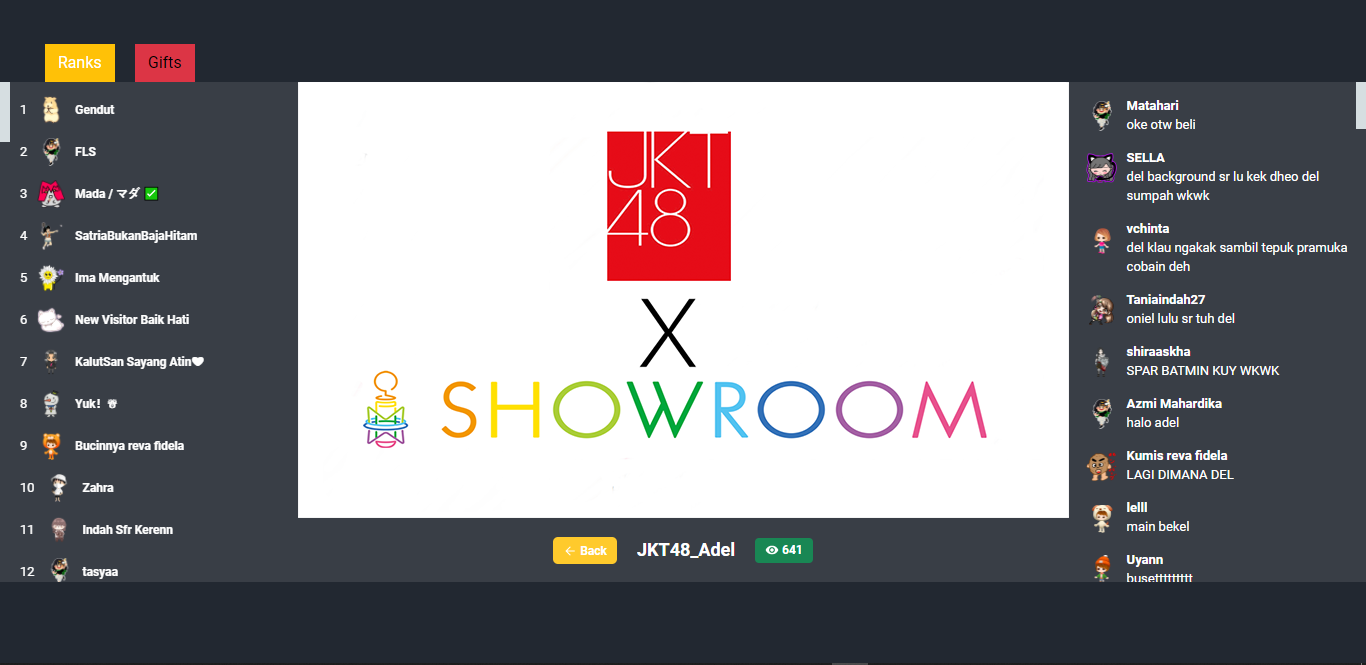 Ranks
Gifts
1 Gendut
2 FLS
3 Mada / マダ ✅
4 SatriaBukanBajaHitam
5 Ima Mengantuk
6 New Visitor Baik Hati
7 KalutSan Sayang Atin🤍
8 Yuk!
9 Bucinnya reva fidela
10 Zahra
11 Indah Sfr Kerenn
12 tasyaa
JKT
48
X
SHOWROOM
← Back
JKT48_Adel
641
Matahari
oke otw beli
SELLA
del background sr lu kek dheo del
sumpah wkwk
vchinta
del klau ngakak sambil tepuk pramuka
cobain deh
Taniaindah27
oniel lulu sr tuh del
shiraaskha
SPAR BATMIN KUY WKWK
Azmi Mahardika
halo adel
Kumis reva fidela
LAGI DIMANA DEL
lelll
main bekel
Uyann
busettttttttt